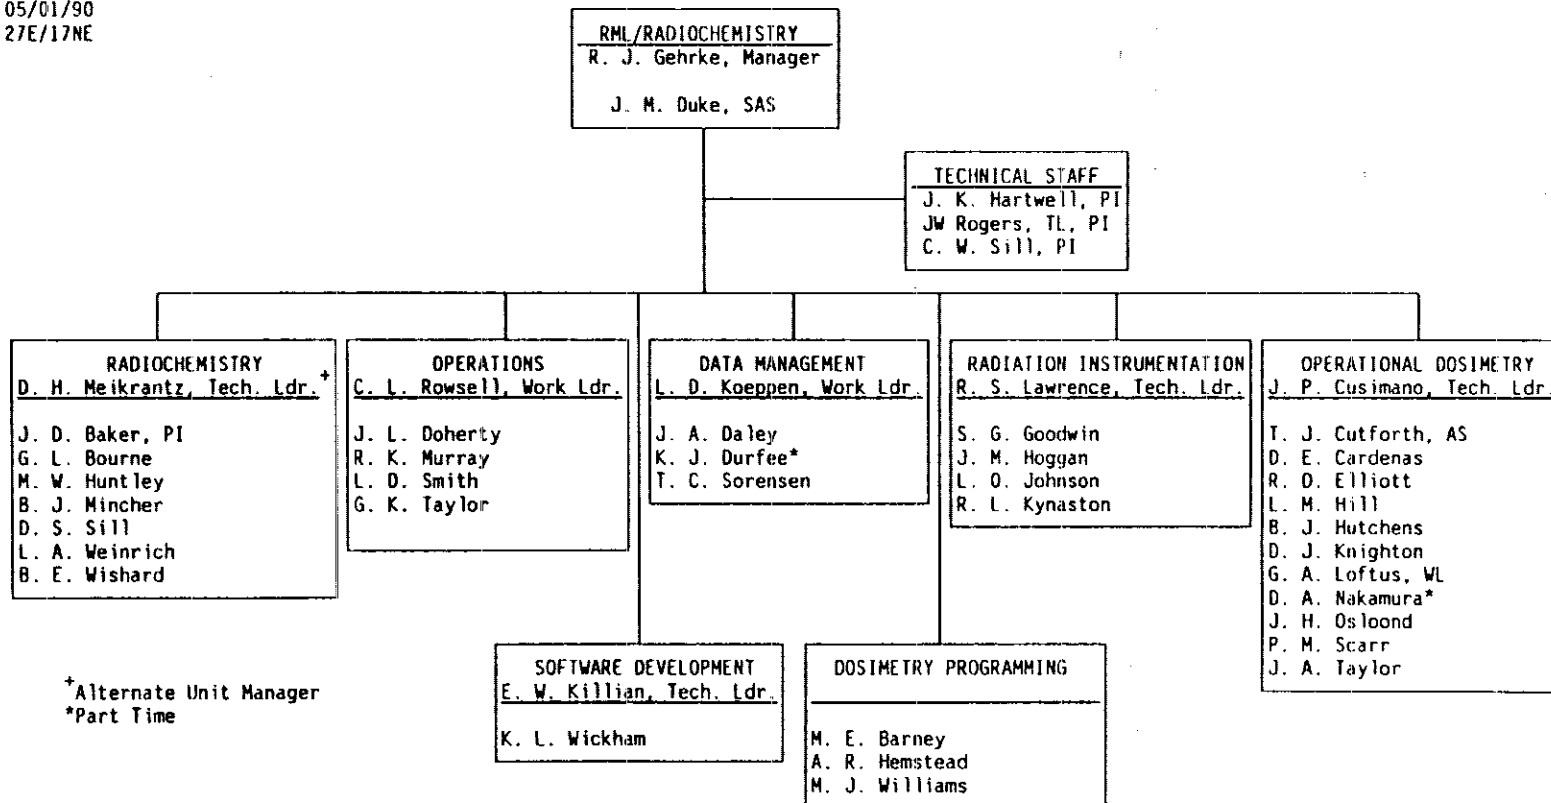 05/01/90
27E/17NE
RML/RADIOCHEMISTRY
R. J. Gehrke, Manager
J. M. Duke, SAS
TECHNICAL STAFF
J. K. Hartwell, PI
JW Rogers, TL, PI
C. W. Sill, PI
RADIOCHEMISTRY
D. H. Meikrantz, Tech. Ldr.+
J. D. Baker, PI
G. L. Bourne
M. W. Huntley
B. J. Mincher
D. S. Sill
L. A. Weinrich
B. E. Wishard
OPERATIONS
C. L. Rowsell, Work Ldr.
J. L. Doherty
R. K. Murray
L. D. Smith
G. K. Taylor
DATA MANAGEMENT
L. D. Koeppen, Work Ldr.
J. A. Daley
K. J. Durfee*
T. C. Sorensen
RADIATION INSTRUMENTATION
R. S. Lawrence, Tech. Ldr.
S. G. Goodwin
J. M. Hoggan
L. O. Johnson
R. L. Kynaston
OPERATIONAL DOSIMETRY
J. P. Cusimano, Tech. Ldr.
T. J. Cutforth, AS
D. E. Cardenas
R. D. Elliott
L. M. Hill
B. J. Hutchens
D. J. Knighton
G. A. Loftus, WL
D. A. Nakamura*
J. H. Osloond
P. M. Scarr
J. A. Taylor
SOFTWARE DEVELOPMENT
E. W. Killian, Tech. Ldr.
K. L. Wickham
DOSIMETRY PROGRAMMING
M. E. Barney
A. R. Hemstead
M. J. Williams
+Alternate Unit Manager
*Part Time